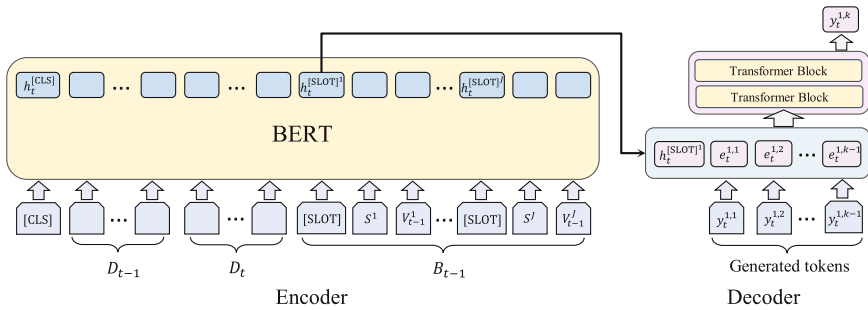 y_t^{1,k}
h_t^{[CLS]} ... ... h_t^{[SLOT]^1} ... h_t^{[SLOT]^J}
Transformer Block
Transformer Block
BERT
h_t^{[SLOT]^1} e_t^{1,1} e_t^{1,2} ... e_t^{1,k-1}
[CLS] ... ... [SLOT] S^1 V_{t-1}^1 ... [SLOT] S^J V_{t-1}^J
y_t^{1,1} y_t^{1,2} ... y_t^{1,k-1}
D_{t-1} D_t B_{t-1}
Generated tokens
Encoder
Decoder